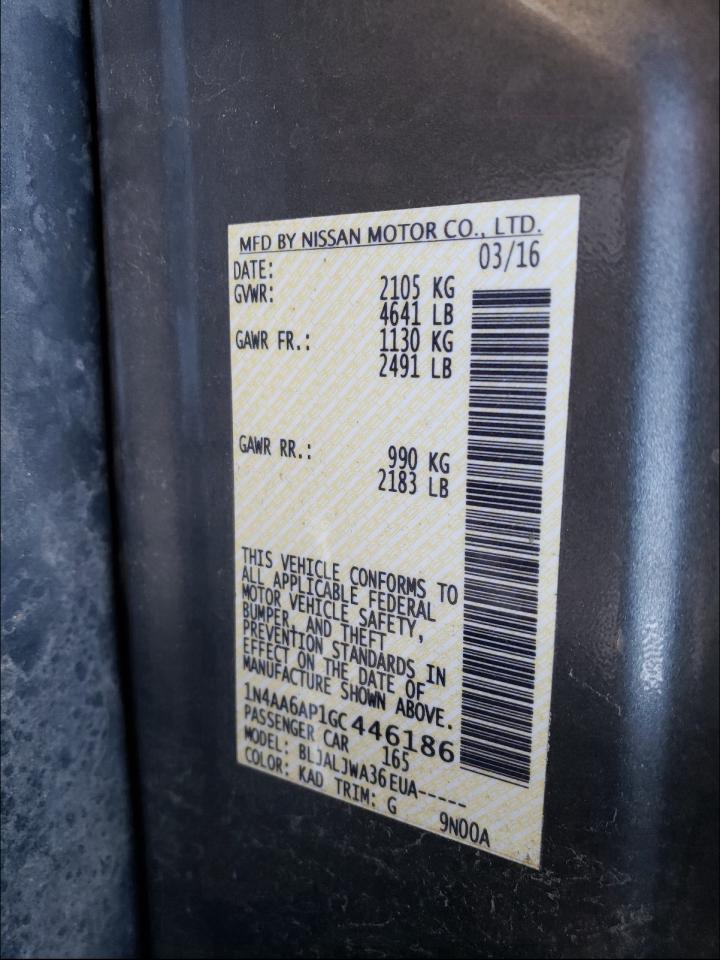 MFD BY NISSAN MOTOR CO., LTD.
DATE: 03/16
GVWR: 2105 KG
4641 LB
GAWR FR.: 1130 KG
2491 LB
GAWR RR.: 990 KG
2183 LB
THIS VEHICLE CONFORMS TO
ALL APPLICABLE FEDERAL
MOTOR VEHICLE SAFETY,
BUMPER, AND THEFT
PREVENTION STANDARDS IN
EFFECT ON THE DATE OF
MANUFACTURE SHOWN ABOVE.
1N4AA6AP1GC446186
PASSENGER CAR 165
MODEL: BLJALJWA36EUA-----
COLOR: KAD TRIM: G 9N00A